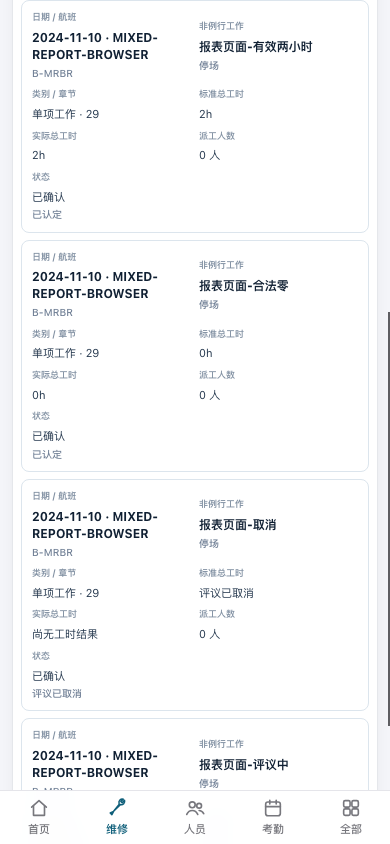 日期 / 航班
2024-11-10 · MIXED-
REPORT-BROWSER
B-MRBR
非例行工作
报表页面-有效两小时
停场
类别 / 章节
单项工作 · 29
标准总工时
2h
实际总工时
2h
派工人数
0 人
状态
已确认
已认定
日期 / 航班
2024-11-10 · MIXED-
REPORT-BROWSER
B-MRBR
非例行工作
报表页面-合法零
停场
类别 / 章节
单项工作 · 29
标准总工时
0h
实际总工时
0h
派工人数
0 人
状态
已确认
已认定
日期 / 航班
2024-11-10 · MIXED-
REPORT-BROWSER
B-MRBR
非例行工作
报表页面-取消
停场
类别 / 章节
单项工作 · 29
标准总工时
评议已取消
实际总工时
尚无工时结果
派工人数
0 人
状态
已确认
评议已取消
日期 / 航班
2024-11-10 · MIXED-
REPORT-BROWSER
非例行工作
报表页面-评议中
停场
首页
维修
人员
考勤
全部